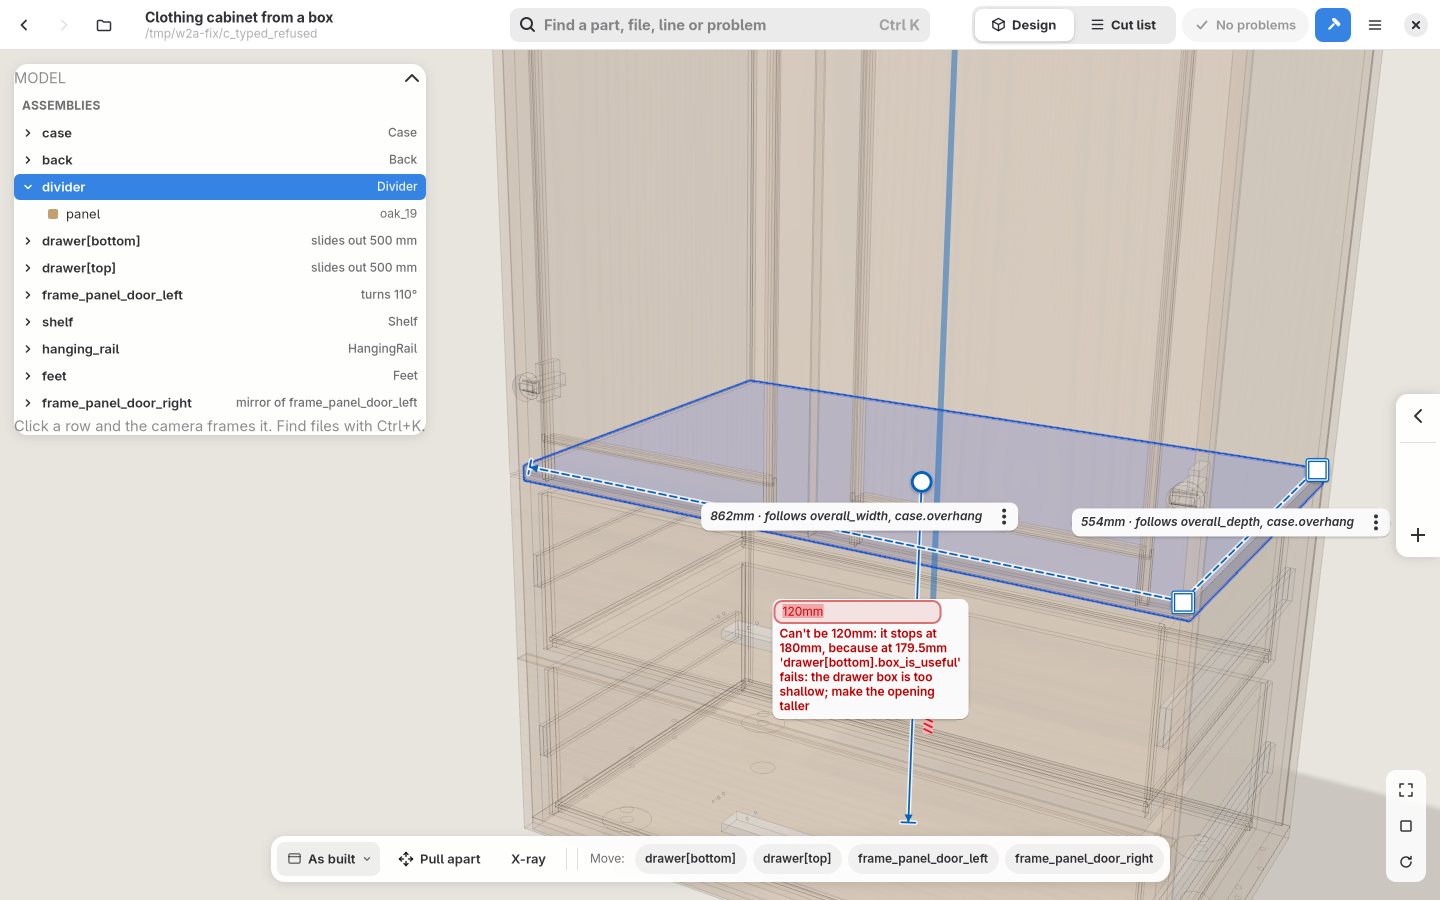 Clothing cabinet from a box
/tmp/w2a-fix/c_typed_refused
Find a part, file, line or problem Ctrl K
Design
Cut list
No problems
MODEL
ASSEMBLIES
case Case
back Back
divider Divider
panel oak_19
drawer[bottom] slides out 500 mm
drawer[top] slides out 500 mm
frame_panel_door_left turns 110°
shelf Shelf
hanging_rail HangingRail
feet Feet
frame_panel_door_right mirror of frame_panel_door_left
Click a row and the camera frames it. Find files with Ctrl+K.
862mm · follows overall_width, case.overhang
554mm · follows overall_depth, case.overhang
120mm
Can't be 120mm: it stops at
180mm, because at 179.5mm
'drawer[bottom].box_is_useful'
fails: the drawer box is too
shallow; make the opening
taller
As built
Pull apart
X-ray
Move:
drawer[bottom]
drawer[top]
frame_panel_door_left
frame_panel_door_right